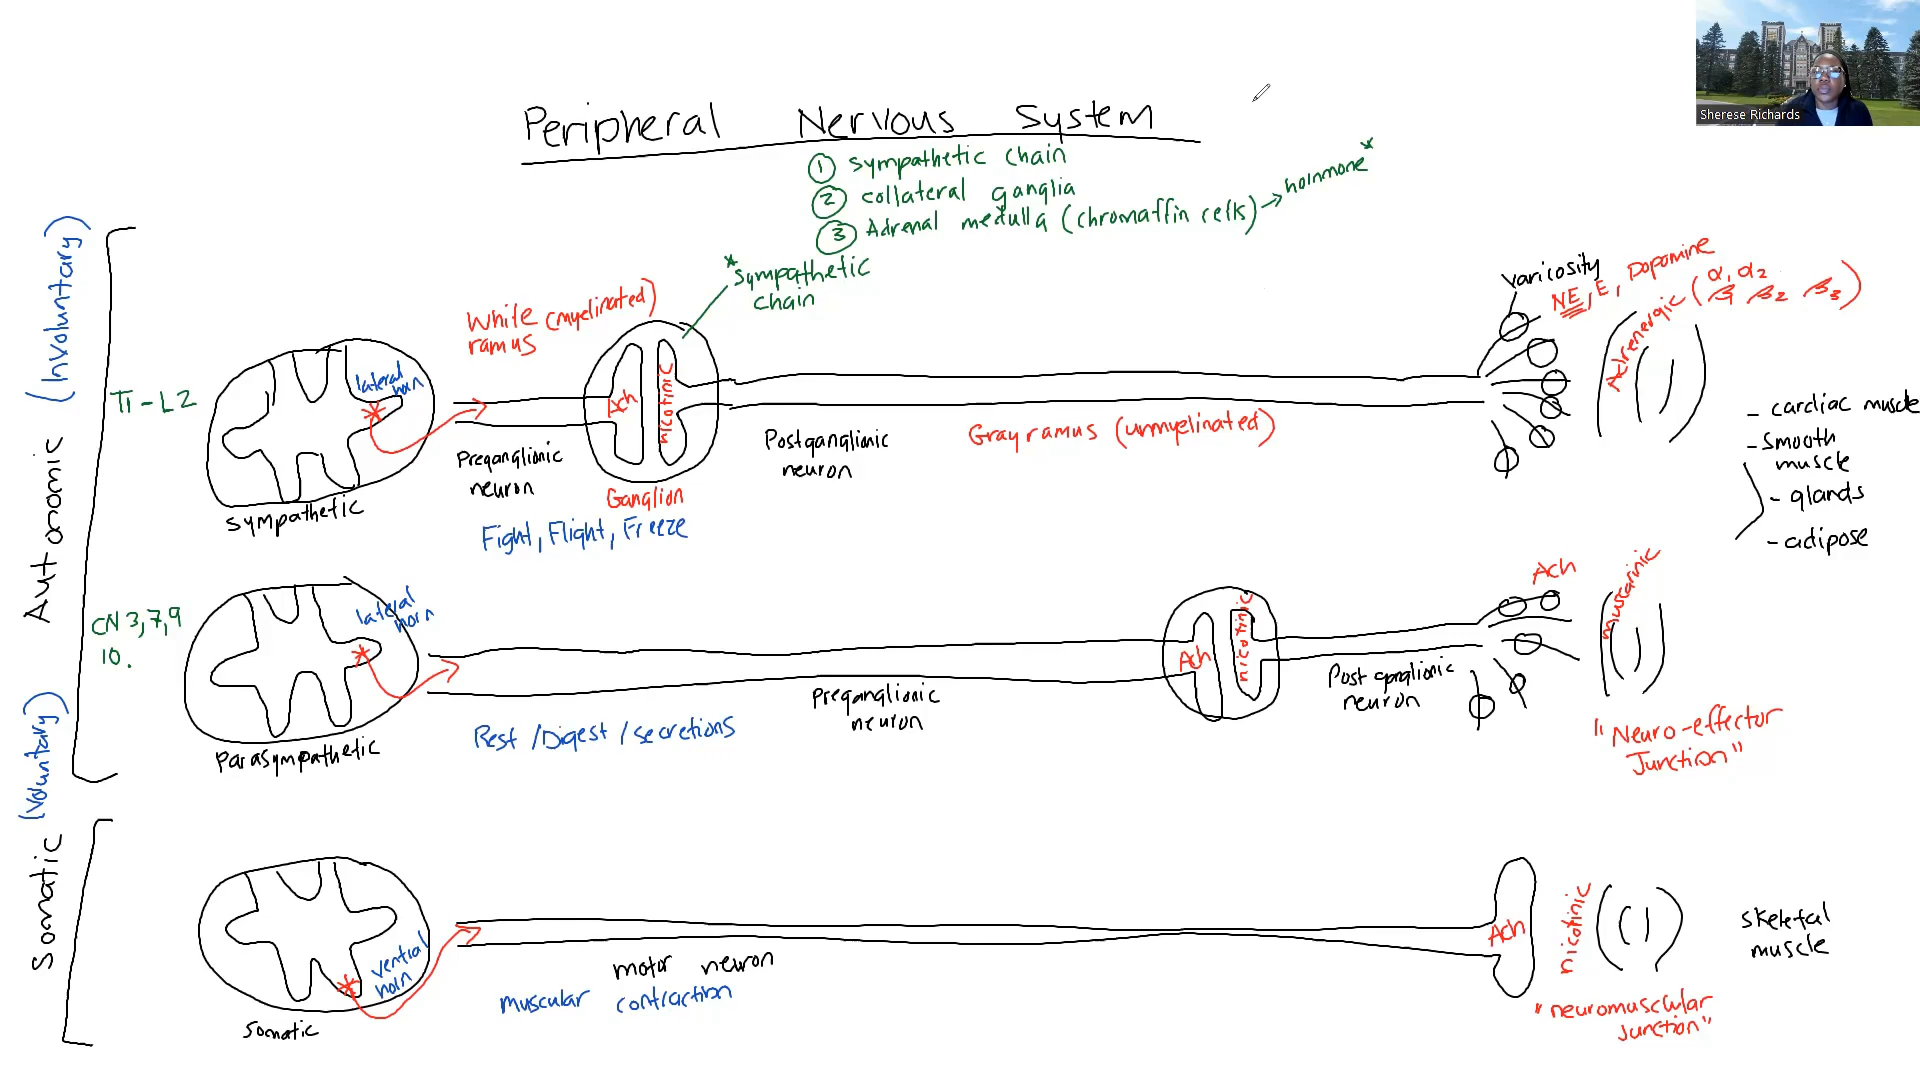 Sherese Richards
Peripheral Nervous System
① sympathetic chain
② collateral ganglia
③ Adrenal medulla (chromaffin cells) → hormone*
(Involuntary)
Autonomic
T1-L2
lateral
horn
sympathetic
White (myelinated)
ramus
*sympathetic
chain
Preganglionic
neuron
Ach
nicotinic
Ganglion
Fight, Flight, Freeze
Postganglionic
neuron
Gray ramus (unmyelinated)
varicosity
NE, E, Dopamine
Adrenergic (α1 α2
β1 β2 β3)
- cardiac muscle
- smooth
muscle
- glands
- adipose
CN 3,7,9
10.
lateral
horn
Parasympathetic
Rest /Digest /secretions
Preganglionic
neuron
Ach
nicotinic
Post ganglionic
neuron
Ach
muscarinic
"Neuro-effector
Junction"
(Voluntary)
Somatic
ventral
horn
Somatic
motor neuron
muscular contraction
Ach
nicotinic
skeletal
muscle
"neuromuscular
junction"